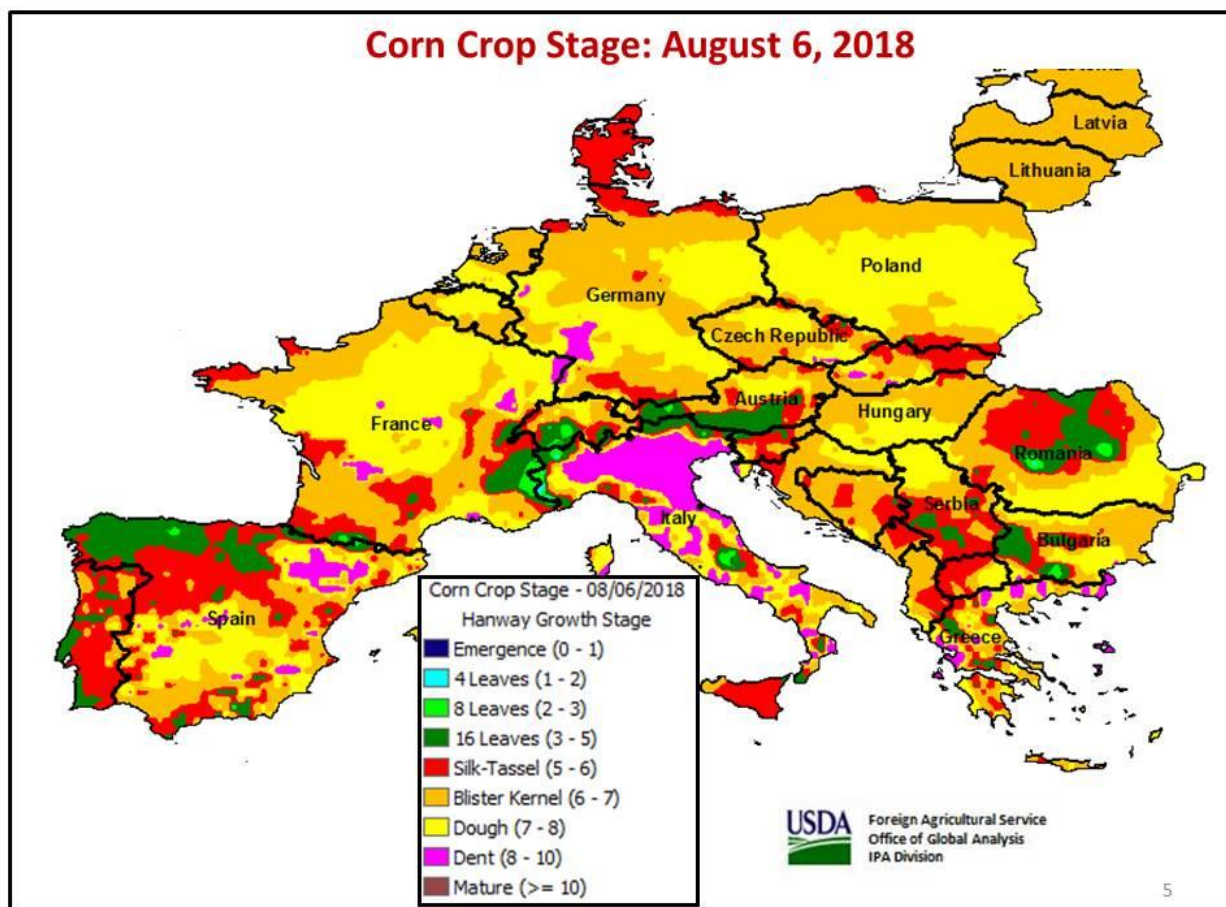 Corn Crop Stage: August 6, 2018
Latvia
Lithuania
Poland
Germany
Czech Republic
Austria
Hungary
France
Romania
Serbia
Italy
Bulgaria
Spain
Greece
Corn Crop Stage - 08/06/2018
Hanway Growth Stage
Emergence (0 - 1)
4 Leaves (1 - 2)
8 Leaves (2 - 3)
16 Leaves (3 - 5)
Silk-Tassel (5 - 6)
Blister Kernel (6 - 7)
Dough (7 - 8)
Dent (8 - 10)
Mature (>= 10)
USDA
Foreign Agricultural Service
Office of Global Analysis
IPA Division
5